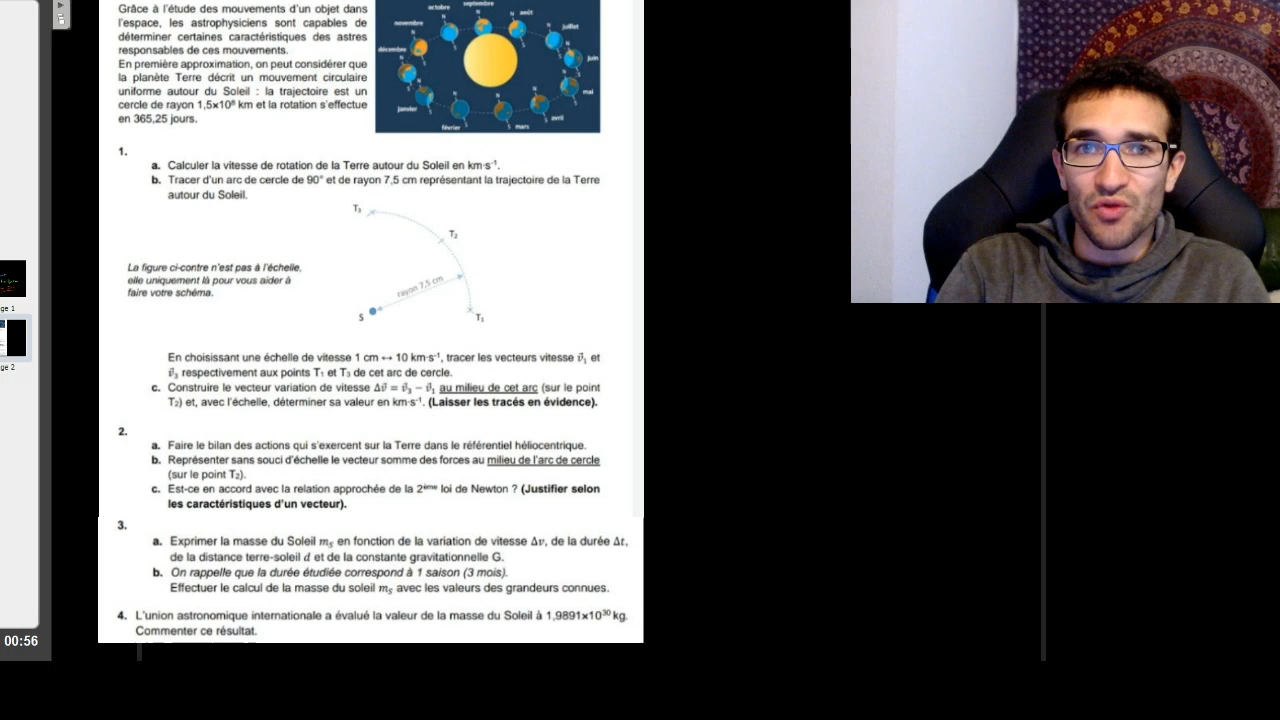 Grâce à l'étude des mouvements d'un objet dans
l'espace, les astrophysiciens sont capables de
déterminer certaines caractéristiques des astres
responsables de ces mouvements.
En première approximation, on peut considérer que
la planète Terre décrit un mouvement circulaire
uniforme autour du Soleil : la trajectoire est un
cercle de rayon 1,5×10⁸ km et la rotation s'effectue
en 365,25 jours.
septembre
octobre
août
novembre
juillet
décembre
juin
mai
janvier
avril
février
mars
1.
a. Calculer la vitesse de rotation de la Terre autour du Soleil en km·s⁻¹.
b. Tracer d'un arc de cercle de 90° et de rayon 7,5 cm représentant la trajectoire de la Terre
autour du Soleil.
T₃
T₂
La figure ci-contre n'est pas à l'échelle,
elle uniquement là pour vous aider à
faire votre schéma.
rayon 7,5 cm
S
T₁
En choisissant une échelle de vitesse 1 cm ↔ 10 km·s⁻¹, tracer les vecteurs vitesse v⃗₁ et
v⃗₃ respectivement aux points T₁ et T₃ de cet arc de cercle.
c. Construire le vecteur variation de vitesse Δv⃗ = v⃗₃ − v⃗₁ au milieu de cet arc (sur le point
T₂) et, avec l'échelle, déterminer sa valeur en km·s⁻¹. (Laisser les tracés en évidence).
2.
a. Faire le bilan des actions qui s'exercent sur la Terre dans le référentiel héliocentrique.
b. Représenter sans souci d'échelle le vecteur somme des forces au milieu de l'arc de cercle
(sur le point T₂).
c. Est-ce en accord avec la relation approchée de la 2ᵉᵐᵉ loi de Newton ? (Justifier selon
les caractéristiques d'un vecteur).
3.
a. Exprimer la masse du Soleil mₛ en fonction de la variation de vitesse Δv, de la durée Δt,
de la distance terre-soleil d et de la constante gravitationnelle G.
b. On rappelle que la durée étudiée correspond à 1 saison (3 mois).
Effectuer le calcul de la masse du soleil mₛ avec les valeurs des grandeurs connues.
4. L'union astronomique internationale a évalué la valeur de la masse du Soleil à 1,9891×10³⁰ kg.
Commenter ce résultat.
ge 1
ge 2
00:56